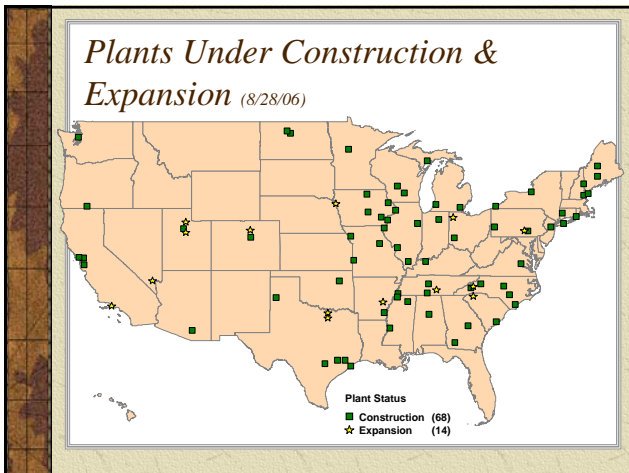 Plants Under Construction &
Expansion (8/28/06)
Plant Status
Construction (68)
Expansion (14)